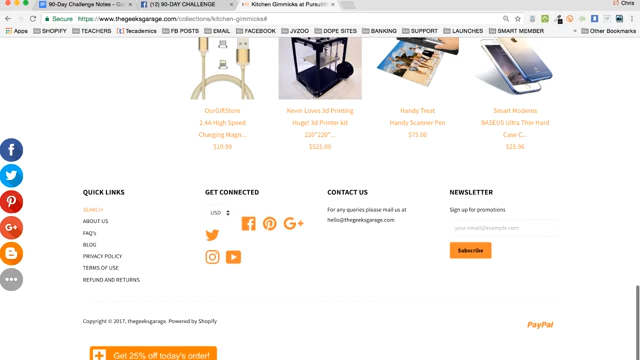 90-Day Challenge Notes - Goo
(12) 90-DAY CHALLENGE
Kitchen Gimmicks at Pursuit
Chris
Secure https://www.thegeeksgarage.com/collections/kitchen-gimmicks#
Apps SHOPIFY TEACHERS Tecademics FB POSTS EMAIL FACEBOOK JVZOO DOPE SITES BANKING SUPPORT LAUNCHES SMART MEMBER » Other Bookmarks
OurGiftStore
2.4A High Speed
Charging Magn...
$19.99
Kevin Loves 3d Printing
Huge! 3d Printer kit
210*220*...
$525.00
Handy Treat
Handy Scanner Pen
$75.00
Smart Modems
BASEUS Ultra Thin Hard
Case C...
$25.96
QUICK LINKS
SEARCH
ABOUT US
FAQ's
BLOG
PRIVACY POLICY
TERMS OF USE
REFUND AND RETURNS
GET CONNECTED
USD
CONTACT US
For any queries please mail us at
hello@thegeeksgarage.com
NEWSLETTER
Sign up for promotions
your-email@example.com
Subscribe
Copyright © 2017, thegeeksgarage. Powered by Shopify
PayPal
Get 25% off today's order!